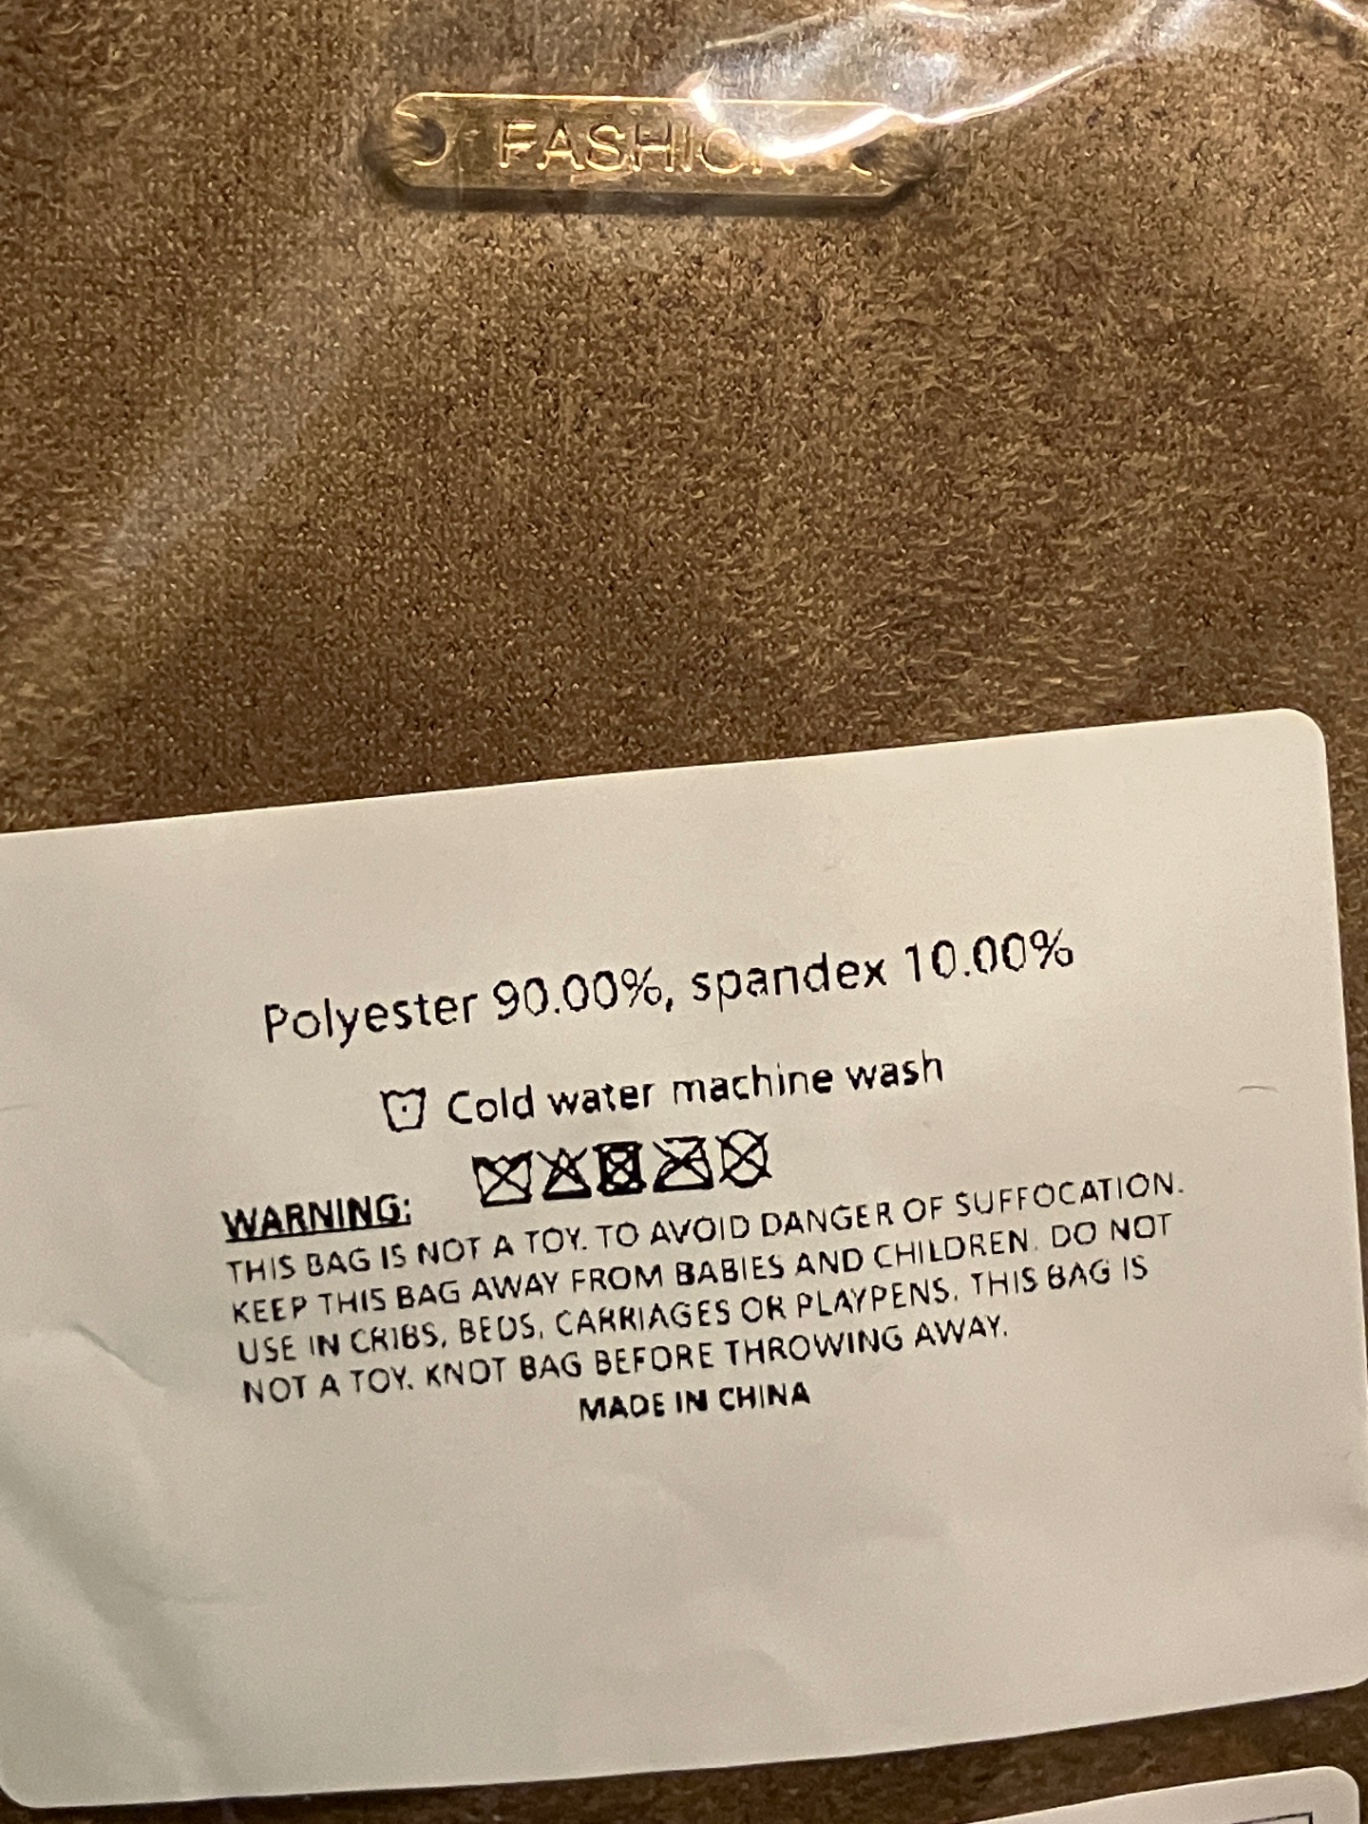 FASHION
Polyester 90.00%, spandex 10.00%
Cold water machine wash
WARNING:
THIS BAG IS NOT A TOY. TO AVOID DANGER OF SUFFOCATION.
KEEP THIS BAG AWAY FROM BABIES AND CHILDREN. DO NOT
USE IN CRIBS, BEDS, CARRIAGES OR PLAYPENS. THIS BAG IS
NOT A TOY. KNOT BAG BEFORE THROWING AWAY.
MADE IN CHINA